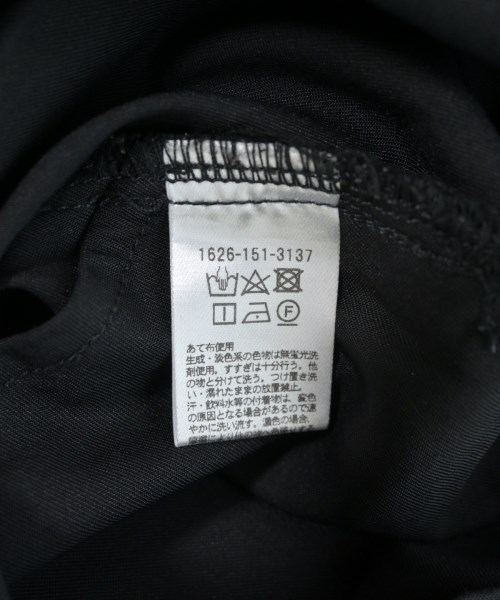 1626-151-3137
F
あて布使用
生成・淡色系の色物は無蛍光洗
剤使用。すすぎは十分行う。他
の物と分けて洗う。つけ置き洗
い・濡れたままの放置禁止。
汗・飲料水等の付着物は、変色
の原因となる場合があるので速
やかに洗い流す。濃色の場合、